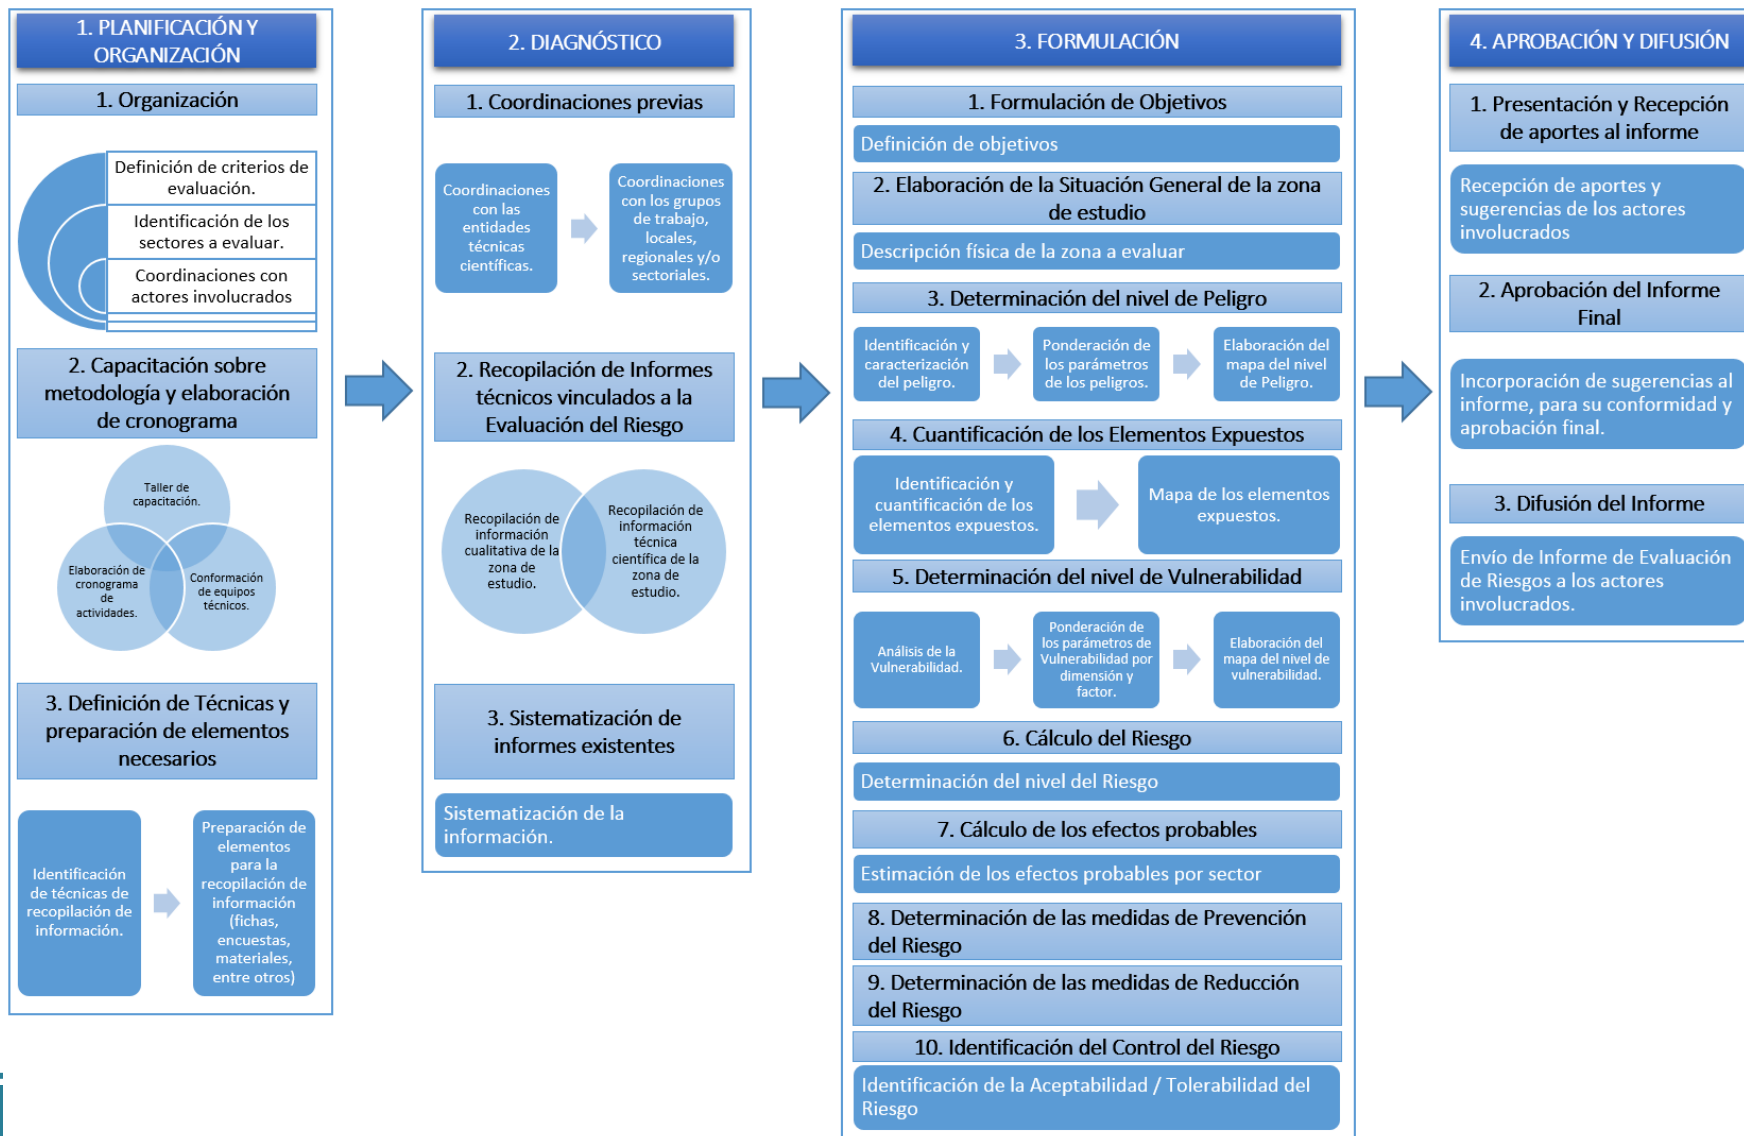 1. PLANIFICACIÓN Y
ORGANIZACIÓN
1. Organización
Definición de criterios de
evaluación.
Identificación de los
sectores a evaluar.
Coordinaciones con
actores involucrados
2. Capacitación sobre
metodología y elaboración
de cronograma
Taller de
capacitación.
Elaboración de
cronograma
de
actividades.
Conformación
de equipos
técnicos.
3. Definición de Técnicas y
preparación de elementos
necesarios
Identificación
de técnicas de
recopilación de
información.
Preparación de
elementos
para la
recopilación de
información
(fichas,
encuestas,
materiales,
entre otros)
2. DIAGNÓSTICO
1. Coordinaciones previas
Coordinaciones
con las
entidades
técnicas
científicas.
Coordinaciones
con los grupos
de trabajo,
locales,
regionales y/o
sectoriales.
2. Recopilación de Informes
técnicos vinculados a la
Evaluación del Riesgo
Recopilación de
información
cualitativa de la
zona de
estudio.
Recopilación de
información
técnica
científica de la
zona de
estudio.
3. Sistematización de
informes existentes
Sistematización de la
información.
3. FORMULACIÓN
1. Formulación de Objetivos
Definición de objetivos
2. Elaboración de la Situación General de la zona
de estudio
Descripción física de la zona a evaluar
3. Determinación del nivel de Peligro
Identificación y
caracterización
del peligro.
Ponderación de
los parámetros
de los peligros.
Elaboración del
mapa del nivel
de Peligro.
4. Cuantificación de los Elementos Expuestos
Identificación y
cuantificación de los
elementos expuestos.
Mapa de los elementos
expuestos.
5. Determinación del nivel de Vulnerabilidad
Análisis de la
Vulnerabilidad.
Ponderación de
los parámetros de
Vulnerabilidad por
dimensión y
factor.
Elaboración del
mapa del nivel de
vulnerabilidad.
6. Cálculo del Riesgo
Determinación del nivel del Riesgo
7. Cálculo de los efectos probables
Estimación de los efectos probables por sector
8. Determinación de las medidas de Prevención
del Riesgo
9. Determinación de las medidas de Reducción
del Riesgo
10. Identificación del Control del Riesgo
Identificación de la Aceptabilidad / Tolerabilidad del
Riesgo
4. APROBACIÓN Y DIFUSIÓN
1. Presentación y Recepción
de aportes al informe
Recepción de aportes y
sugerencias de los actores
involucrados
2. Aprobación del Informe
Final
Incorporación de sugerencias al
informe, para su conformidad y
aprobación final.
3. Difusión del Informe
Envío de Informe de Evaluación
de Riesgos a los actores
involucrados.